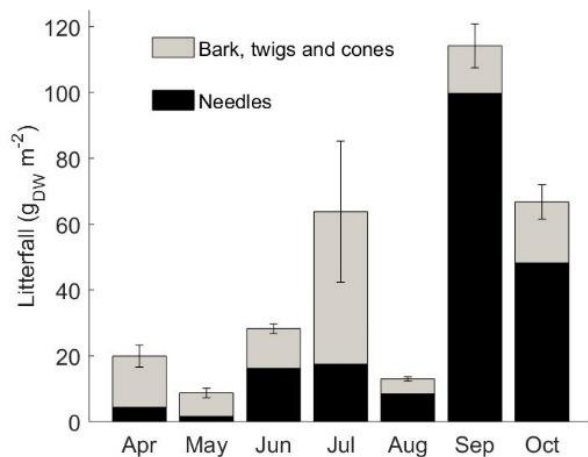 120
100
80
60
40
20
0
Litterfall (gDW m-2)
Bark, twigs and cones
Needles
Apr May Jun Jul Aug Sep Oct